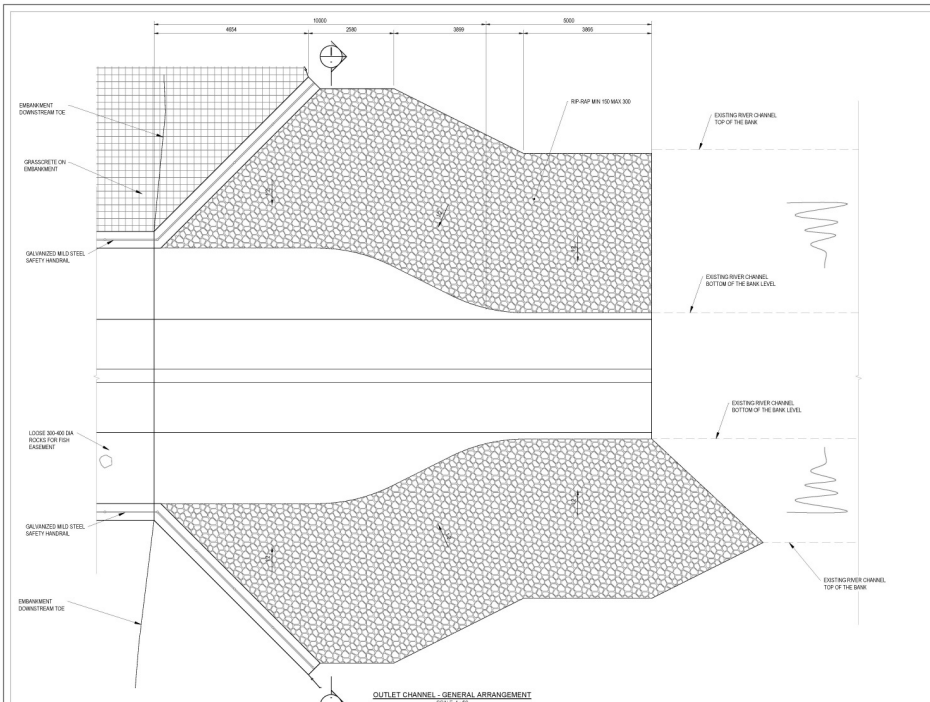 10000
5000
4654
2580
3899
3866
EMBANKMENT
DOWNSTREAM TOE
RIP-RAP MIN 150 MAX 300
EXISTING RIVER CHANNEL
TOP OF THE BANK
GRASSCRETE ON
EMBANKMENT
GALVANIZED MILD STEEL
SAFETY HANDRAIL
EXISTING RIVER CHANNEL
BOTTOM OF THE BANK LEVEL
EXISTING RIVER CHANNEL
BOTTOM OF THE BANK LEVEL
LOOSE 300-400 DIA
ROCKS FOR FISH
EASEMENT
GALVANIZED MILD STEEL
SAFETY HANDRAIL
EXISTING RIVER CHANNEL
TOP OF THE BANK
EMBANKMENT
DOWNSTREAM TOE
OUTLET CHANNEL - GENERAL ARRANGEMENT